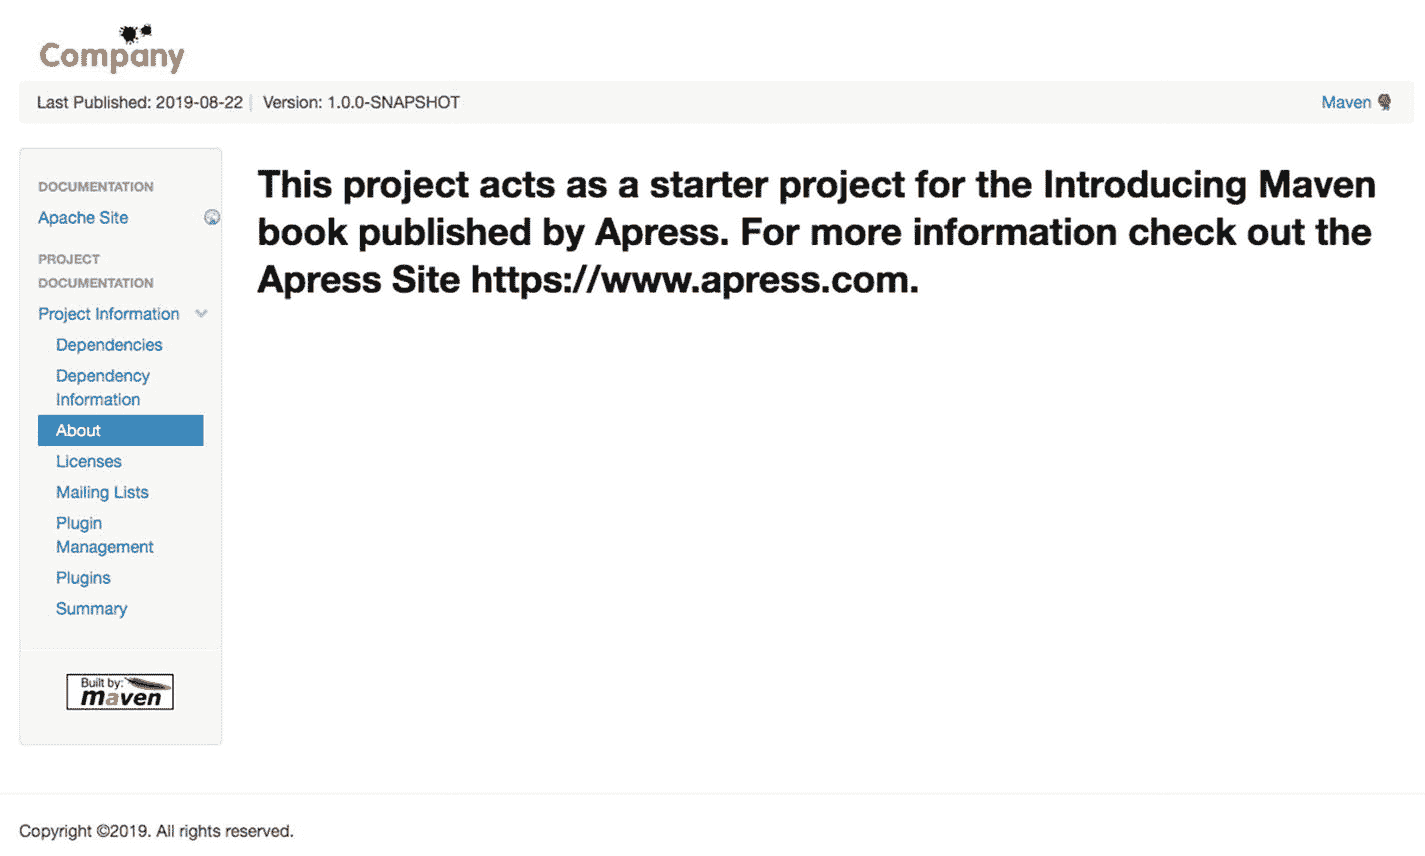 Company
Last Published: 2019-08-22 Version: 1.0.0-SNAPSHOT
Maven
DOCUMENTATION
Apache Site
PROJECT
DOCUMENTATION
Project Information
Dependencies
Dependency
Information
About
Licenses
Mailing Lists
Plugin
Management
Plugins
Summary
Built by:
maven
This project acts as a starter project for the Introducing Maven
book published by Apress. For more information check out the
Apress Site https://www.apress.com.
Copyright ©2019. All rights reserved.